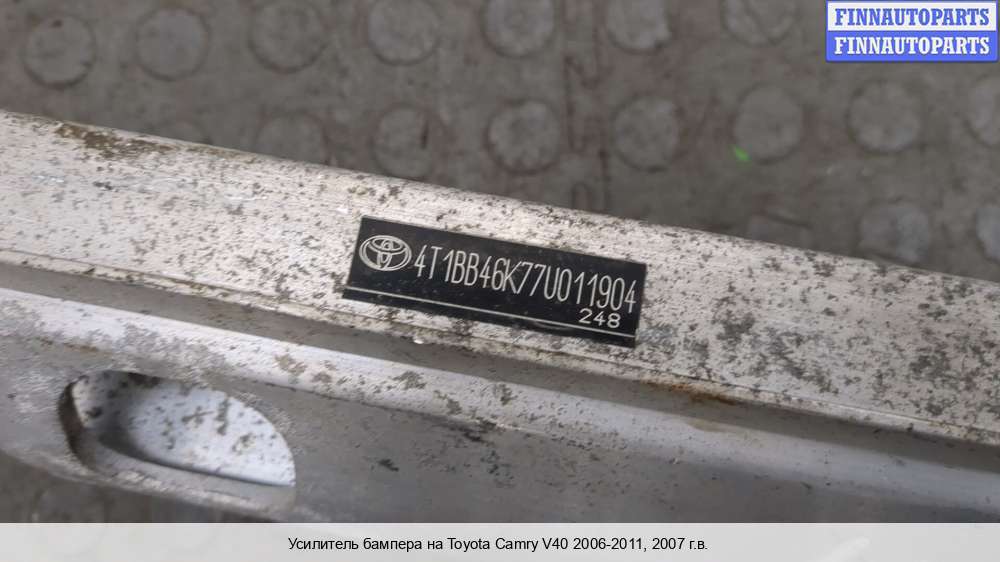 FINNAUTOPARTS
FINNAUTOPARTS
4T1BB46K77U011904
248
Усилитель бампера на Toyota Camry V40 2006-2011, 2007 г.в.